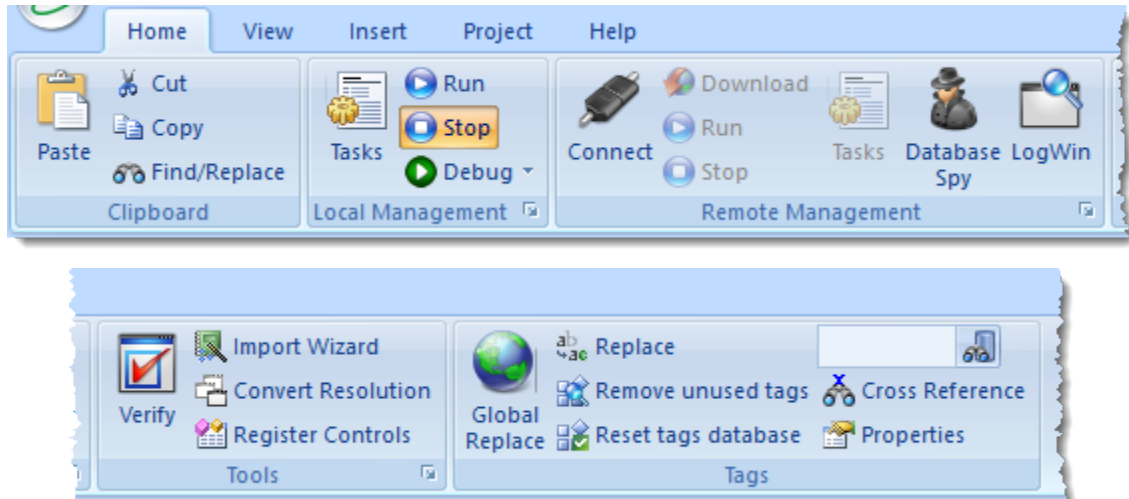 Home View Insert Project Help
Paste
Cut
Copy
Find/Replace
Clipboard
Tasks
Run
Stop
Debug
Local Management
Connect
Download
Run
Stop
Tasks
Database
Spy
LogWin
Remote Management
Verify
Import Wizard
Convert Resolution
Register Controls
Tools
Global
Replace
ab
ac Replace
Remove unused tags
Reset tags database
Cross Reference
Properties
Tags